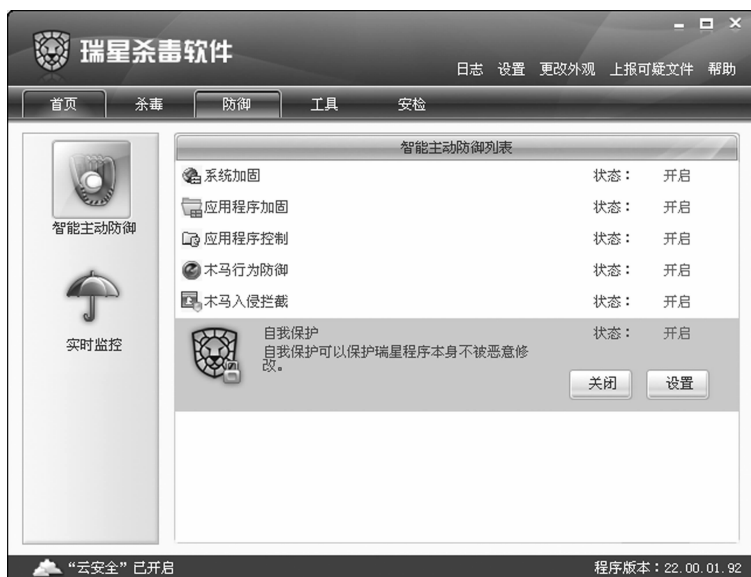 瑞星杀毒软件
日志 设置 更改外观 上报可疑文件 帮助
首页 杀毒 防御 工具 安检
智能主动防御列表
智能主动防御
实时监控
系统加固 状态： 开启
应用程序加固 状态： 开启
应用程序控制 状态： 开启
木马行为防御 状态： 开启
木马入侵拦截 状态： 开启
自我保护 状态： 开启
自我保护可以保护瑞星程序本身不被恶意修
改。
关闭 设置
“云安全”已开启 程序版本：22.00.01.92